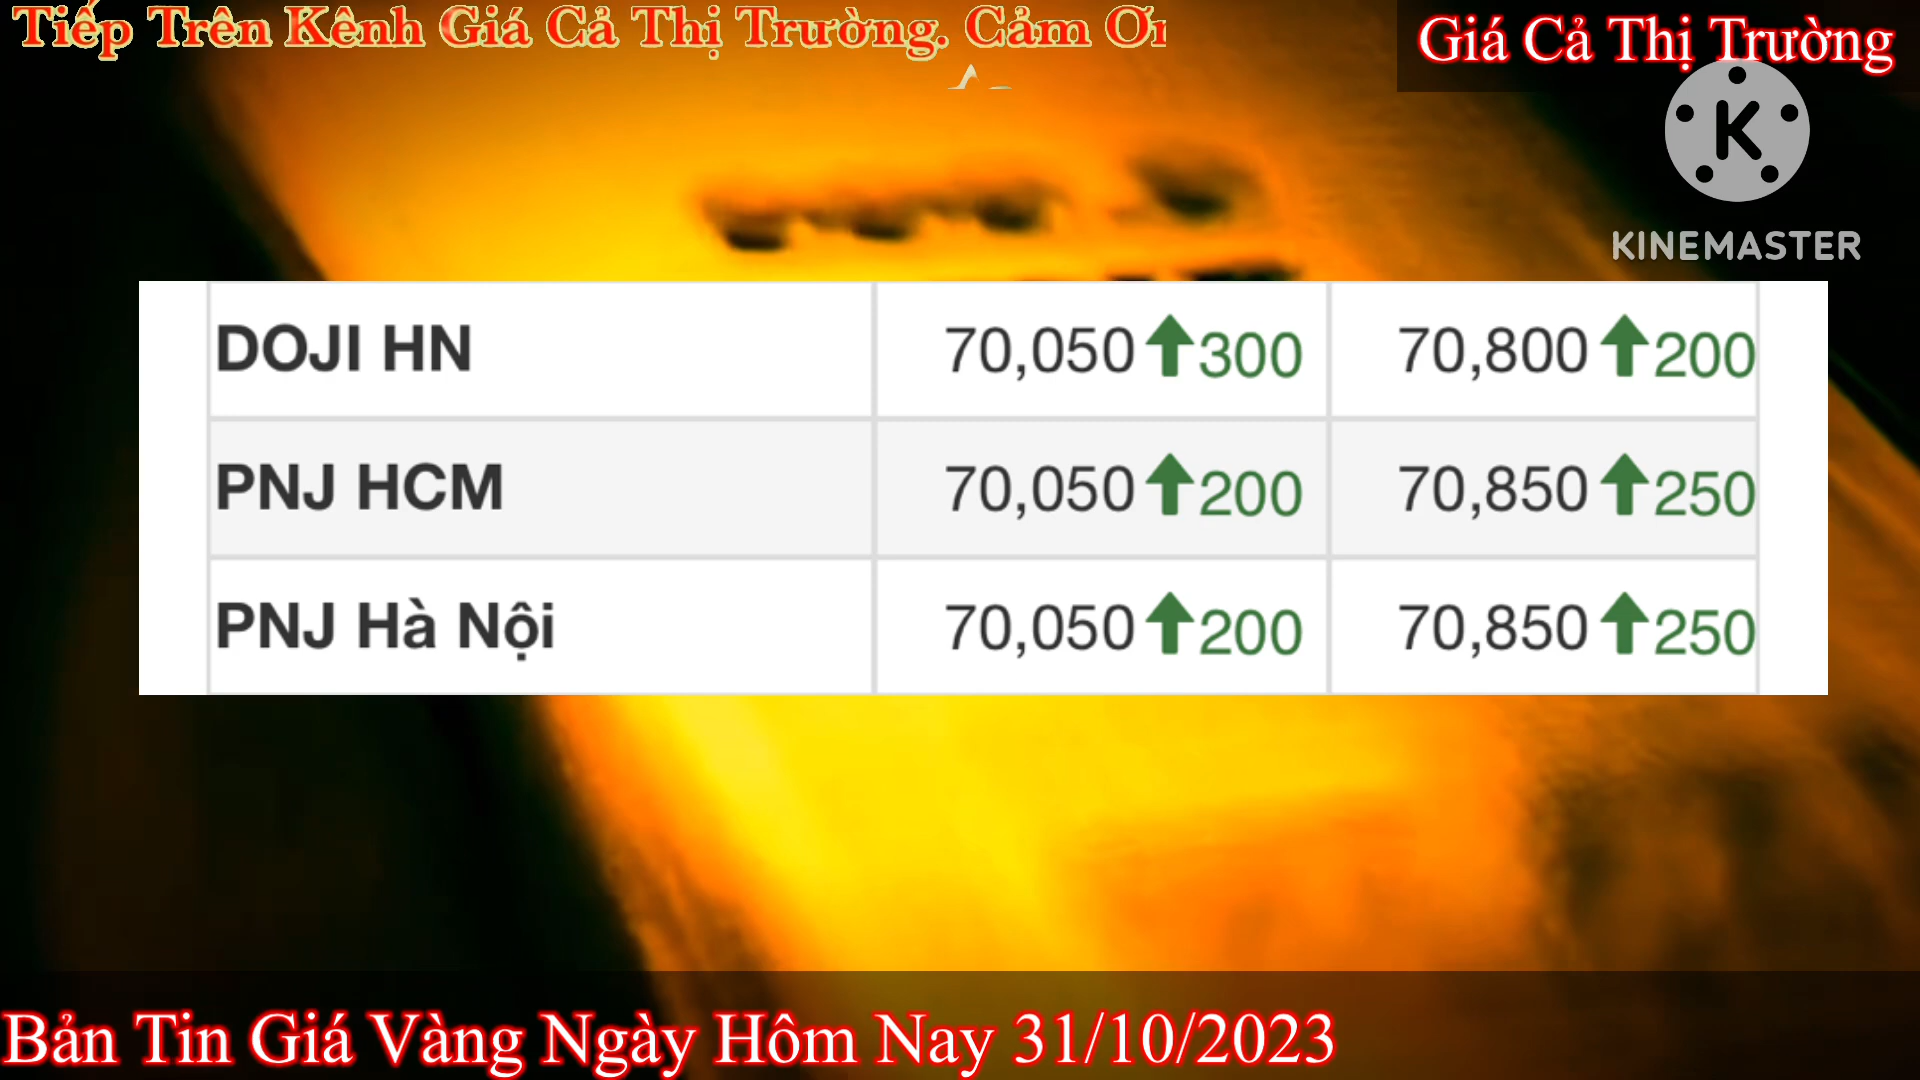 Tiếp Trên Kênh Giá Cả Thị Trường. Cảm Ơn
Giá Cả Thị Trường
K
KINEMASTER
DOJI HN 70,050 300 70,800 200
PNJ HCM 70,050 200 70,850 250
PNJ Hà Nội 70,050 200 70,850 250
Bản Tin Giá Vàng Ngày Hôm Nay 31/10/2023